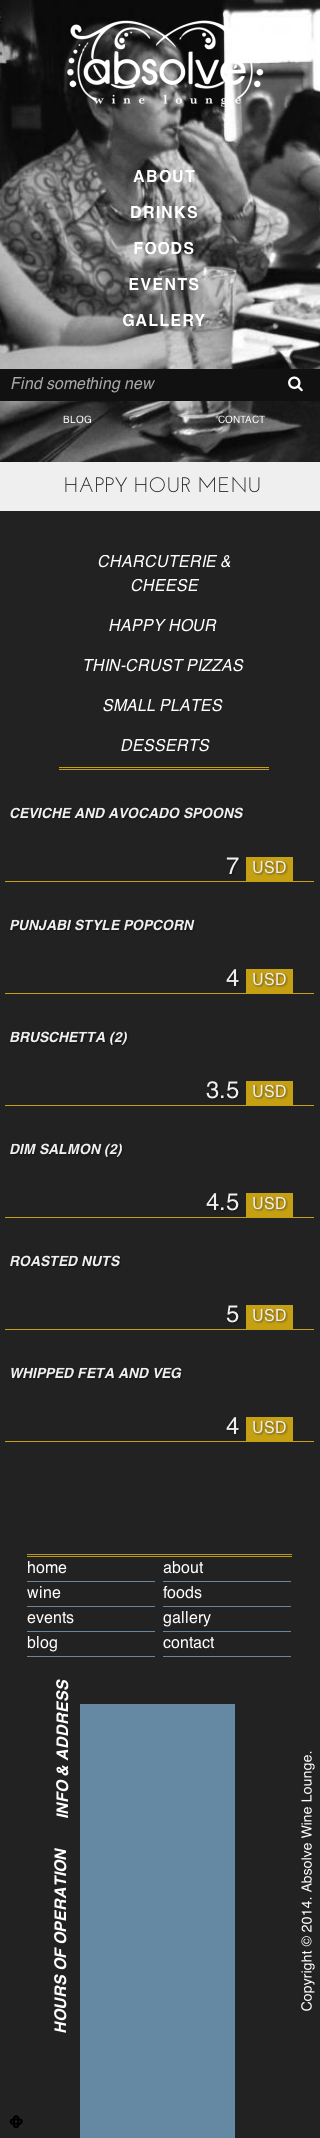 absolve
wine lounge
ABOUT
DRINKS
FOODS
EVENTS
GALLERY
Find something new
BLOG CONTACT
HAPPY HOUR MENU
CHARCUTERIE &
CHEESE
HAPPY HOUR
THIN-CRUST PIZZAS
SMALL PLATES
DESSERTS
CEVICHE AND AVOCADO SPOONS
7 USD
PUNJABI STYLE POPCORN
4 USD
BRUSCHETTA (2)
3.5 USD
DIM SALMON (2)
4.5 USD
ROASTED NUTS
5 USD
WHIPPED FETA AND VEG
4 USD
home about
wine foods
events gallery
blog contact
INFO & ADDRESS
HOURS OF OPERATION
Copyright © 2014. Absolve Wine Lounge.